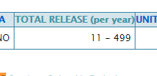 A TOTAL RELEASE (per year) UNIT
NO 11 - 499